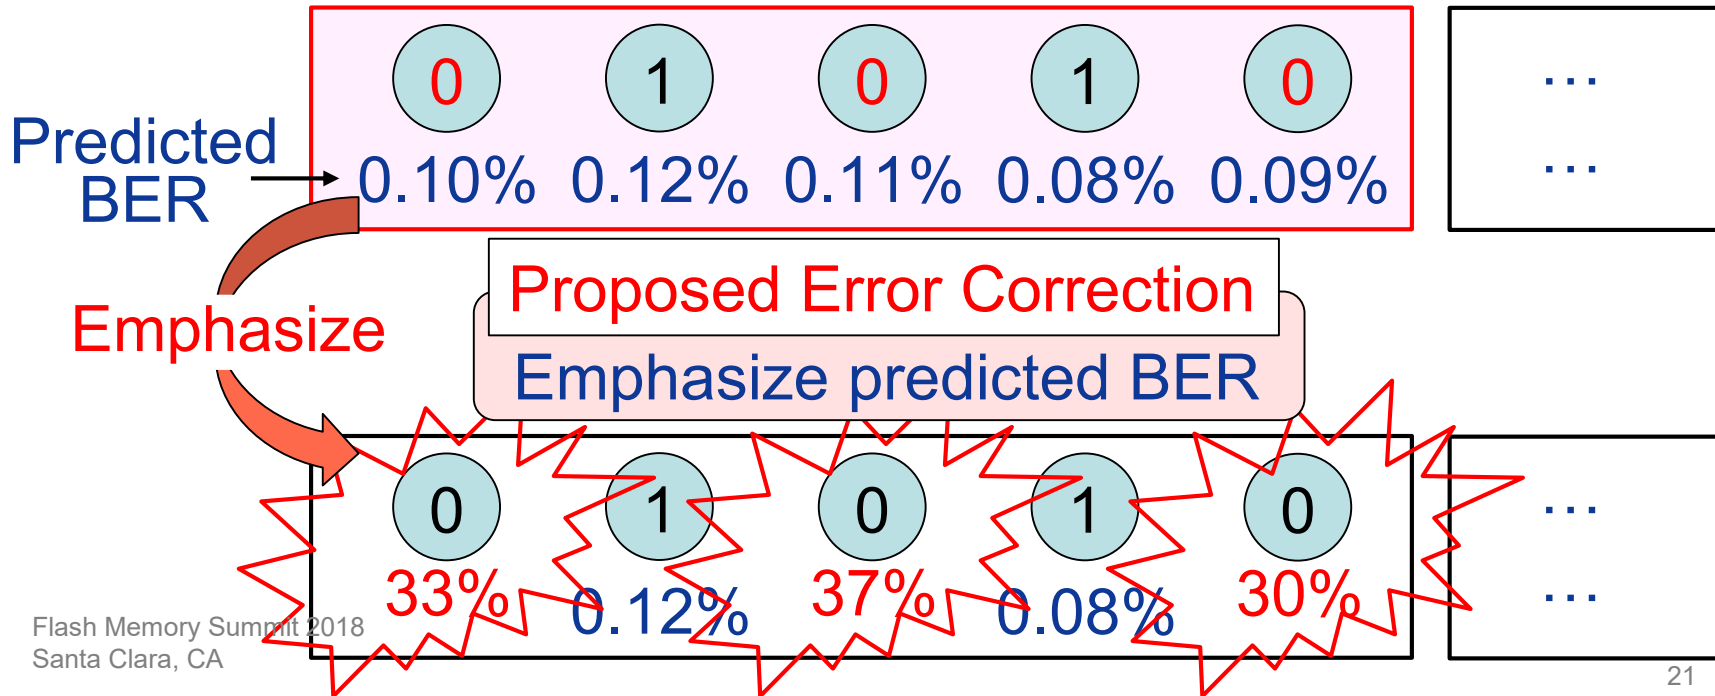 0 1 0 1 0 ...
Predicted
BER
0.10% 0.12% 0.11% 0.08% 0.09% ...
Proposed Error Correction
Emphasize
Emphasize predicted BER
0 1 0 1 0 ...
33% 0.12% 37% 0.08% 30% ...
Flash Memory Summit 2018
Santa Clara, CA
21